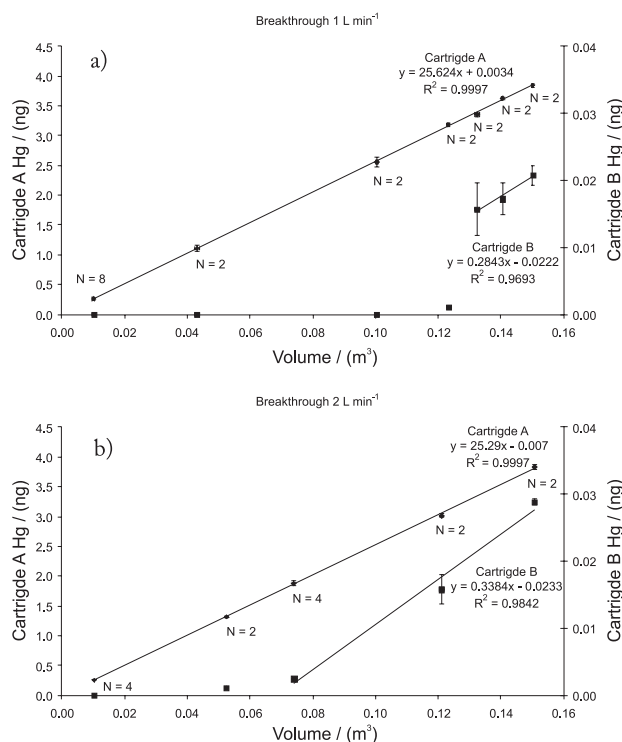 Breakthrough 1 L min⁻¹
a)
Cartrigde A Hg / (ng)
4.5
4.0
3.5
3.0
2.5
2.0
1.5
1.0
0.5
0.0
Cartrigde A
y = 25.624x + 0.0034
R² = 0.9997
N = 8
N = 2
N = 2
N = 2
N = 2
N = 2
N = 2
Cartrigde B
y = 0.2843x - 0.0222
R² = 0.9693
0.04
0.03
0.02
0.01
0.00
Cartrigde B Hg / (ng)
0.00 0.02 0.04 0.06 0.08 0.10 0.12 0.14 0.16
Volume / (m³)
Breakthrough 2 L min⁻¹
b)
Cartrigde A Hg / (ng)
4.5
4.0
3.5
3.0
2.5
2.0
1.5
1.0
0.5
0.0
Cartrigde A
y = 25.29x - 0.007
R² = 0.9997
N = 4
N = 2
N = 4
N = 2
N = 2
Cartrigde B
y = 0.3384x - 0.0233
R² = 0.9842
0.04
0.03
0.02
0.01
0.00
Cartrigde B Hg / (ng)
0.00 0.02 0.04 0.06 0.08 0.10 0.12 0.14 0.16
Volume / (m³)